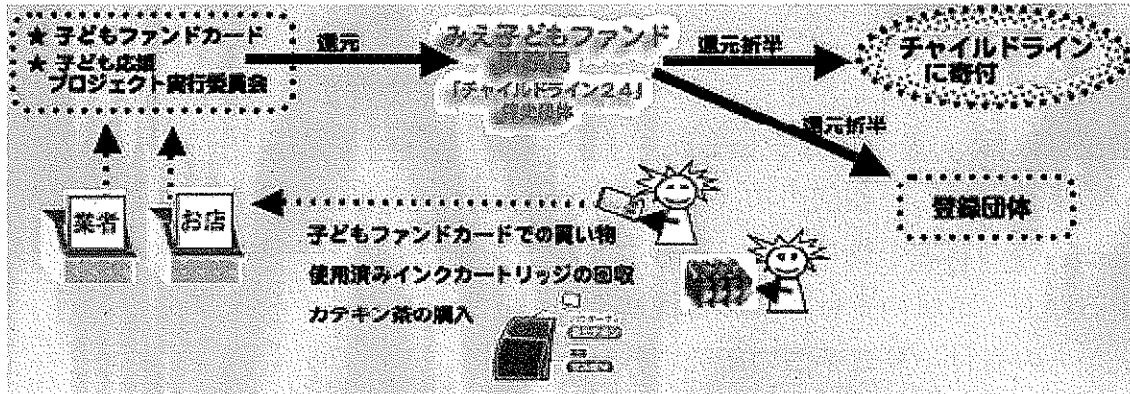 ★ 子どもファンドカード
★ 子ども応援
プロジェクト実行委員会
還元
みえ子どもファンド
「チャイルドライン24」
還元折半
チャイルドライン
に寄付
還元折半
登録団体
業者
お店
子どもファンドカードでの買い物
使用済みインクカートリッジの回収
カテキン茶の購入